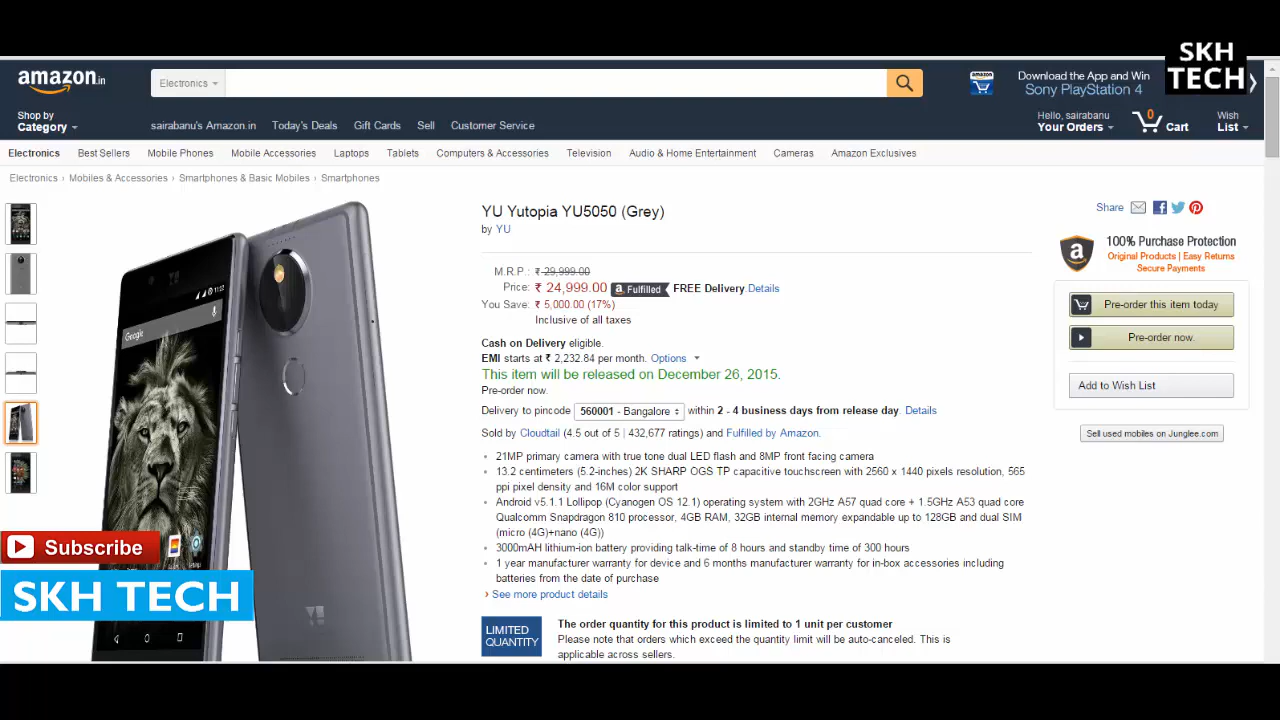 SKH
TECH
amazon.in
Electronics
Download the App and Win
Sony PlayStation 4
Shop by
Category
sairabanu's Amazon.in Today's Deals Gift Cards Sell Customer Service
Hello, sairabanu
Your Orders
0
Cart
Wish
List
Electronics Best Sellers Mobile Phones Mobile Accessories Laptops Tablets Computers & Accessories Television Audio & Home Entertainment Cameras Amazon Exclusives
Electronics › Mobiles & Accessories › Smartphones & Basic Mobiles › Smartphones
YU Yutopia YU5050 (Grey)
by YU
M.R.P.: ₹ 29,999.00
Price: ₹ 24,999.00 a Fulfilled FREE Delivery. Details
You Save: ₹ 5,000.00 (17%)
Inclusive of all taxes
Cash on Delivery eligible.
EMI starts at ₹ 2,232.84 per month. Options
This item will be released on December 26, 2015.
Pre-order now.
Delivery to pincode 560001 - Bangalore within 2 - 4 business days from release day. Details
Sold by Cloudtail (4.5 out of 5 | 432,677 ratings) and Fulfilled by Amazon.
• 21MP primary camera with true tone dual LED flash and 8MP front facing camera
• 13.2 centimeters (5.2-inches) 2K SHARP OGS TP capacitive touchscreen with 2560 x 1440 pixels resolution, 565
ppi pixel density and 16M color support
• Android v5.1.1 Lollipop (Cyanogen OS 12.1) operating system with 2GHz A57 quad core + 1.5GHz A53 quad core
Qualcomm Snapdragon 810 processor, 4GB RAM, 32GB internal memory expandable up to 128GB and dual SIM
(micro (4G)+nano (4G))
• 3000mAH lithium-ion battery providing talk-time of 8 hours and standby time of 300 hours
• 1 year manufacturer warranty for device and 6 months manufacturer warranty for in-box accessories including
batteries from the date of purchase
› See more product details
LIMITED
QUANTITY
The order quantity for this product is limited to 1 unit per customer
Please note that orders which exceed the quantity limit will be auto-canceled. This is
applicable across sellers.
Share
100% Purchase Protection
Original Products | Easy Returns
Secure Payments
Pre-order this item today
Pre-order now.
Add to Wish List
Sell used mobiles on Junglee.com
Google
Subscribe
SKH TECH